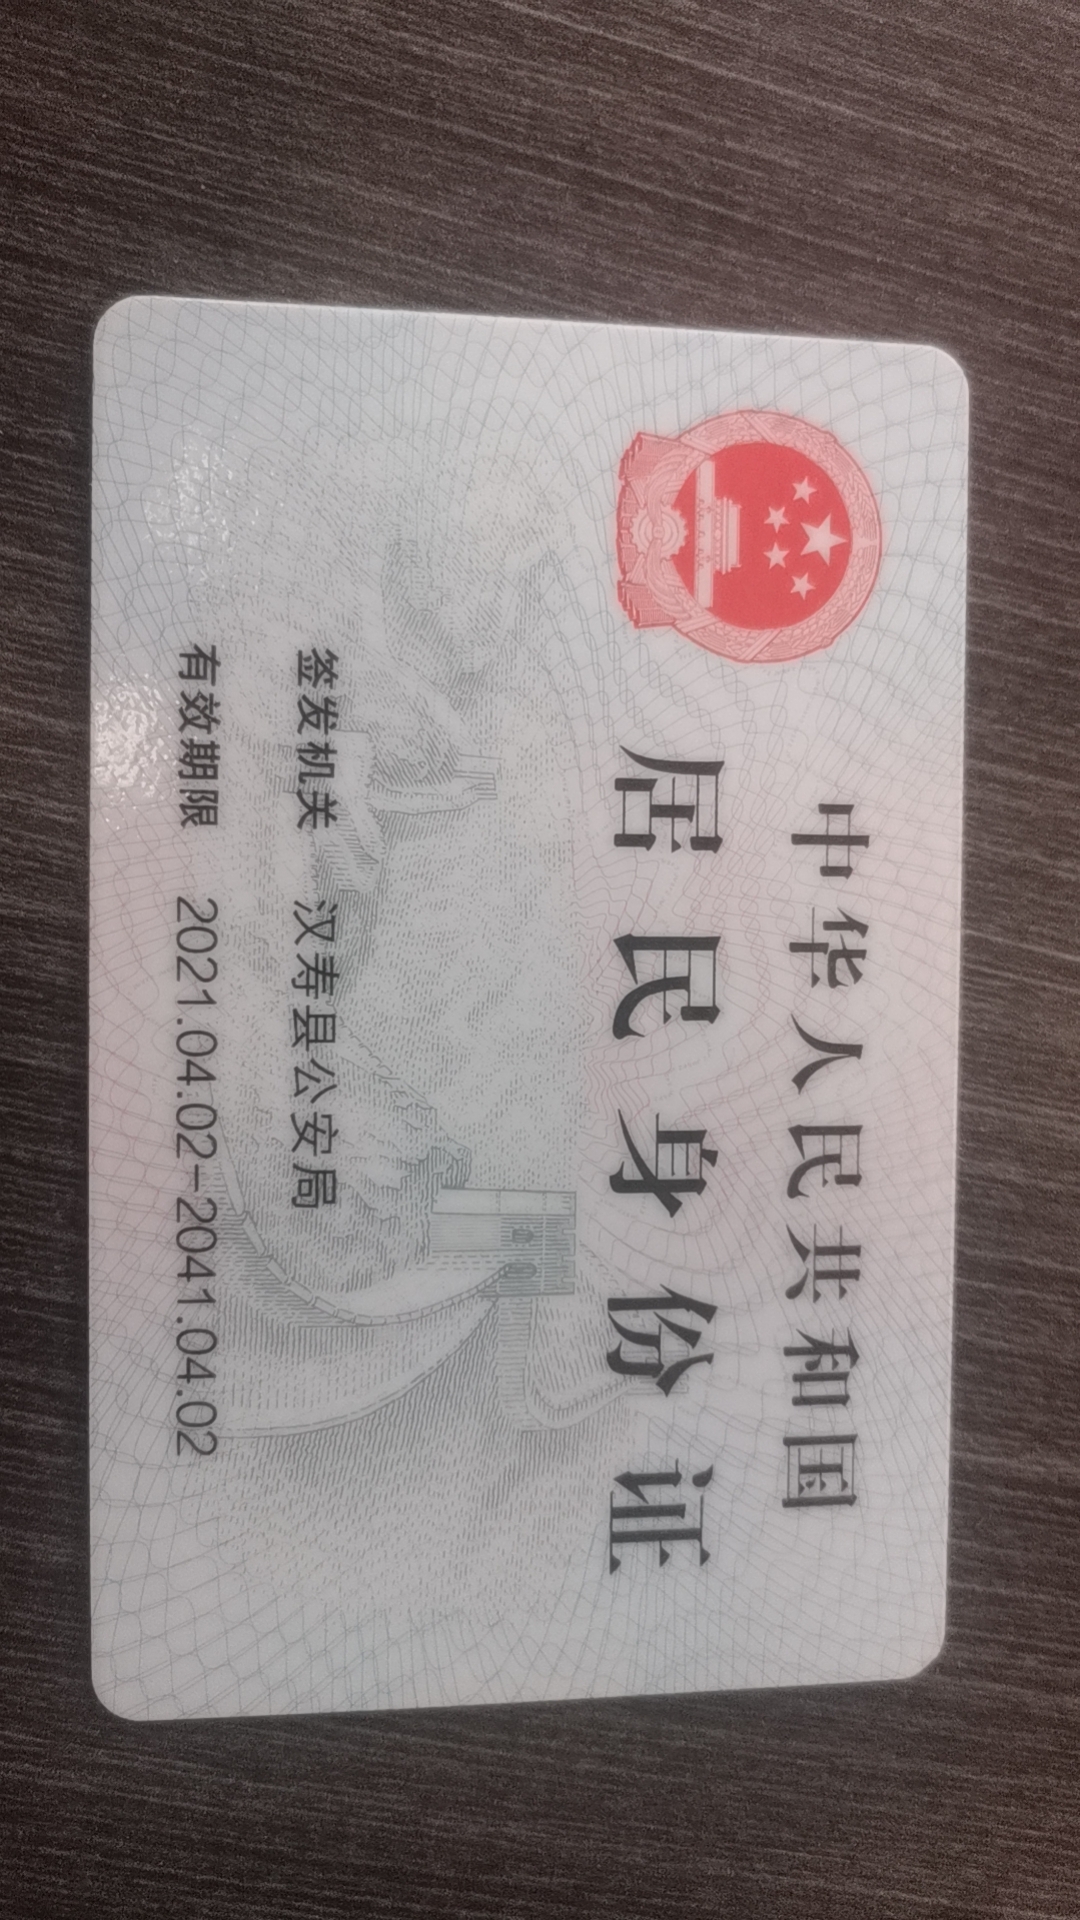 中华人民共和国
居民身份证
签发机关 汉寿县公安局
有效期限 2021.04.02-2041.04.02